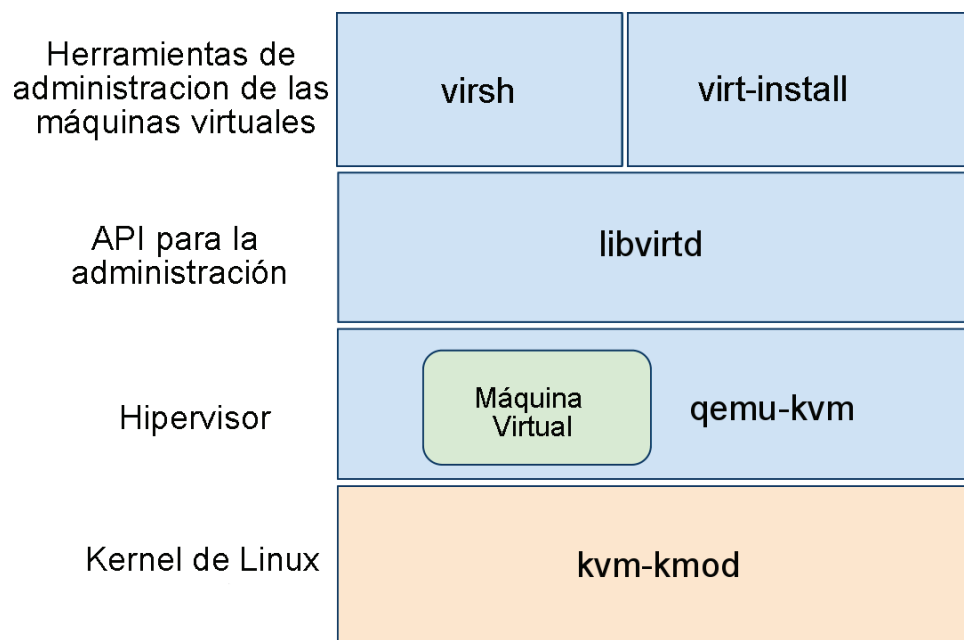 Herramientas de
administracion de las
máquinas virtuales
virsh
virt-install
API para la
administración
libvirtd
Hipervisor
Máquina
Virtual
qemu-kvm
Kernel de Linux
kvm-kmod